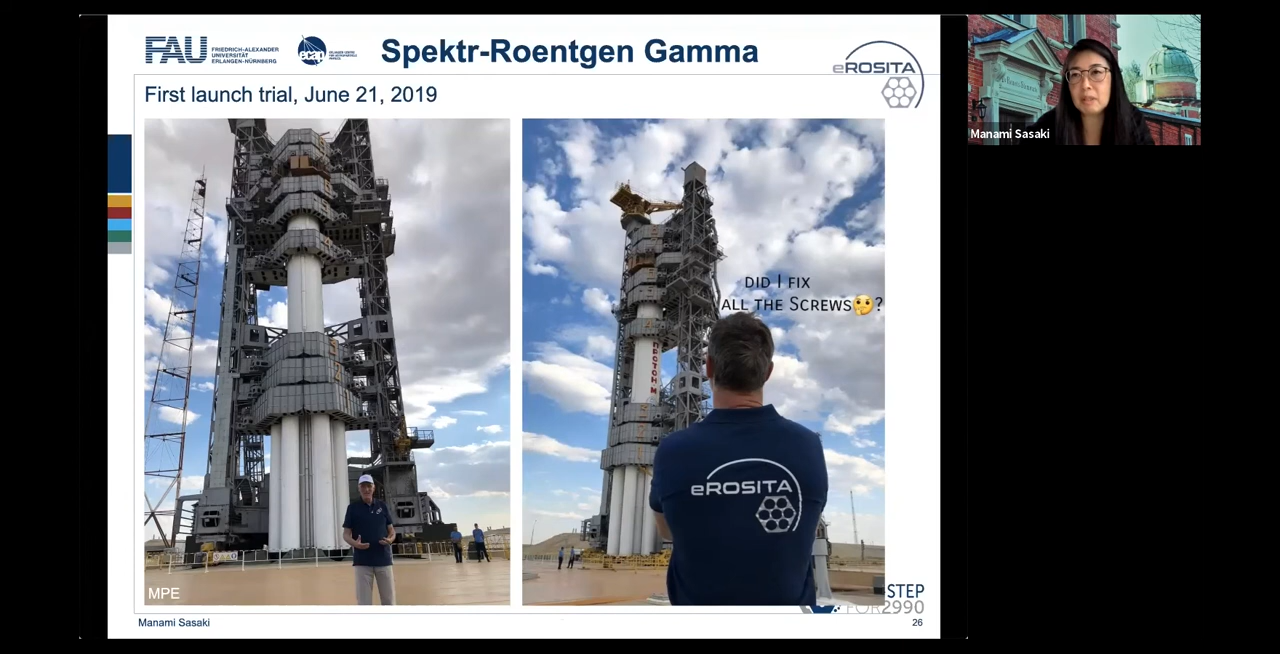 FAU
FRIEDRICH-ALEXANDER
UNIVERSITÄT
ERLANGEN-NÜRNBERG
ecap
Spektr-Roentgen Gamma
eROSITA
First launch trial, June 21, 2019
DID I FIX
ALL THE SCREWS🤔?
ПРОТОН-М
eROSITA
MPE
STEP
FOR2990
Manami Sasaki
26
Manami Sasaki